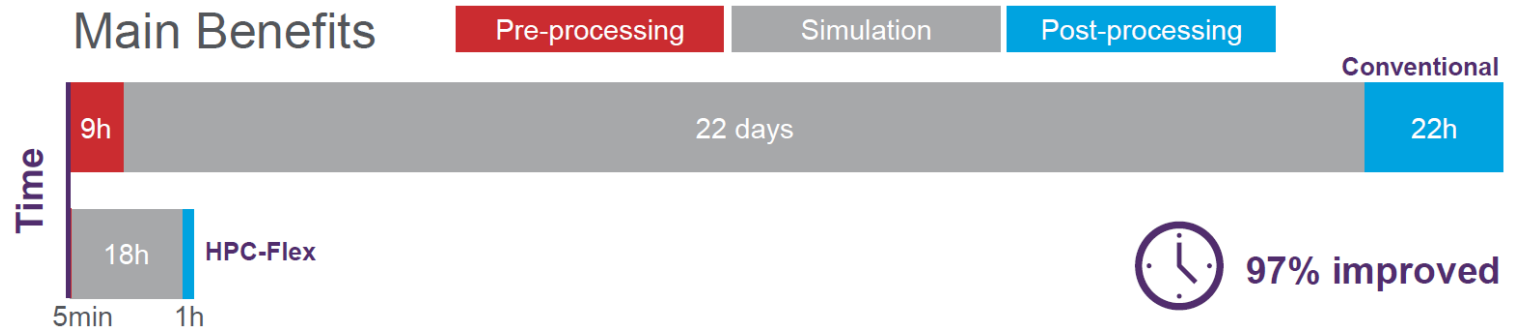 Main Benefits
Pre-processing
Simulation
Post-processing
Conventional
9h
22 days
22h
Time
18h
HPC-Flex
5min
1h
97% improved